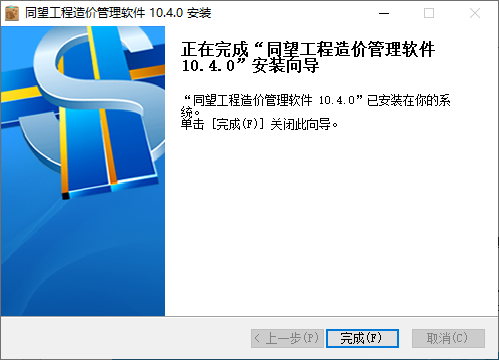 同望工程造价管理软件 10.4.0 安装
正在完成“同望工程造价管理软件
10.4.0”安装向导
“同望工程造价管理软件 10.4.0”已安装在你的系
统。
单击 [完成(F)] 关闭此向导。
< 上一步(P)
完成(F)
取消(C)